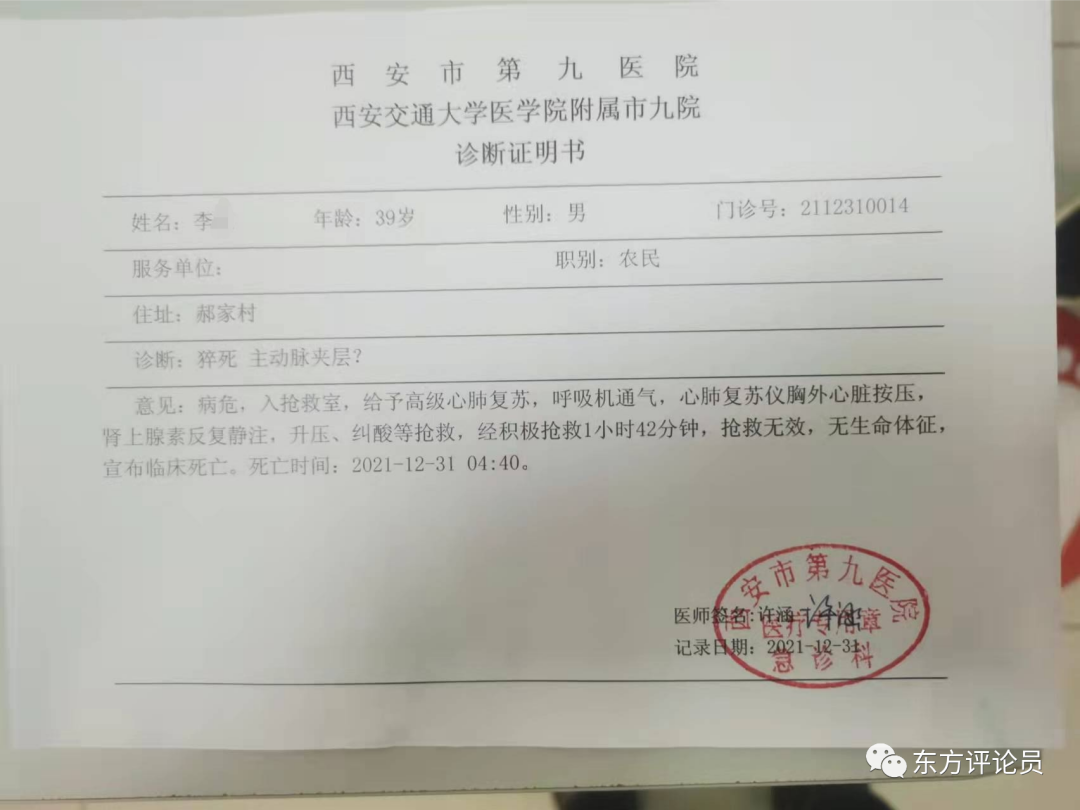 西安市第九医院
西安交通大学医学院附属市九院
诊断证明书
姓名：李 年龄：39岁 性别：男 门诊号：2112310014
服务单位： 职别：农民
住址：郝家村
诊断：猝死 主动脉夹层？
意见：病危，入抢救室，给予高级心肺复苏，呼吸机通气，心肺复苏仪胸外心脏按压，
肾上腺素反复静注，升压、纠酸等抢救，经积极抢救1小时42分钟，抢救无效，无生命体征，
宣布临床死亡。死亡时间：2021-12-31 04:40。
西安市第九医院
医师签名：许涵 许涵
医疗专用章
记录日期：2021-12-31
急诊科
东方评论员